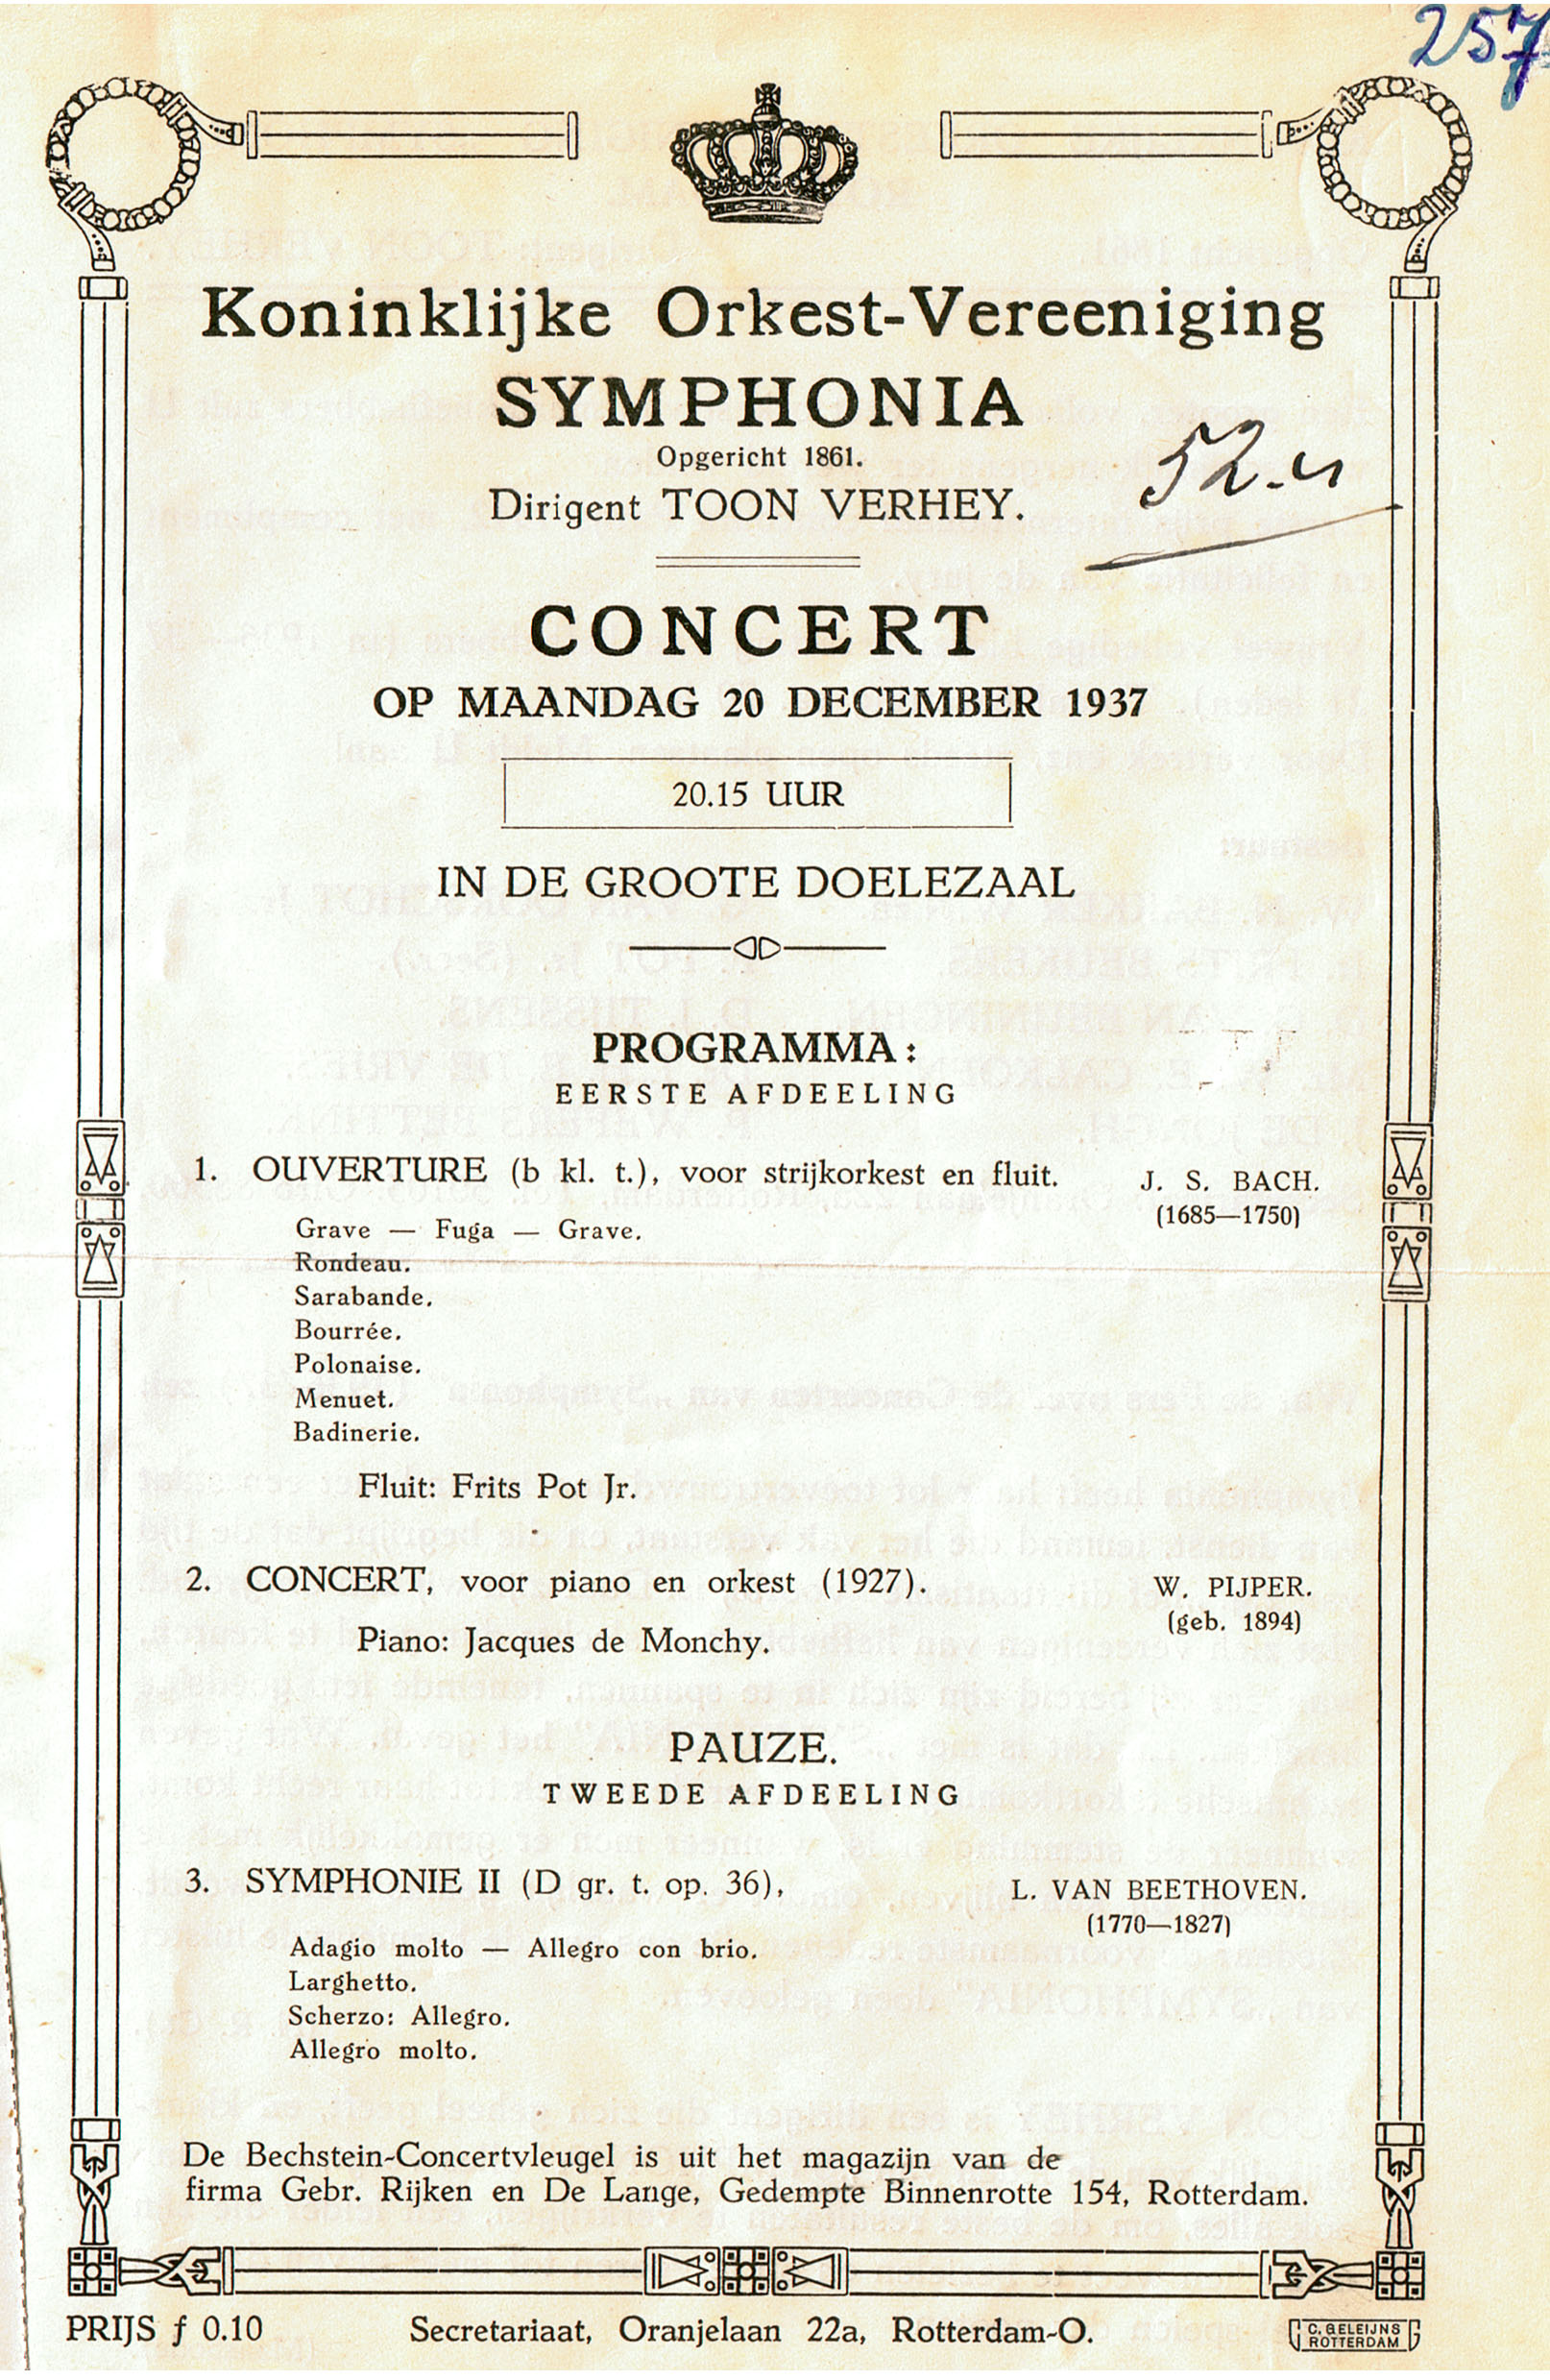 257
Koninklijke Orkest-Vereeniging
SYMPHONIA
Opgericht 1861.
Dirigent TOON VERHEY.
CONCERT
OP MAANDAG 20 DECEMBER 1937
20.15 UUR
IN DE GROOTE DOELEZAAL
PROGRAMMA:
EERSTE AFDEELING
1. OUVERTURE (b kl. t.), voor strijkorkest en fluit. J. S. BACH.
(1685—1750)
Grave — Fuga — Grave.
Rondeau.
Sarabande.
Bourrée.
Polonaise.
Menuet.
Badinerie.
Fluit: Frits Pot Jr.
2. CONCERT, voor piano en orkest (1927). W. PIJPER.
(geb. 1894)
Piano: Jacques de Monchy.
PAUZE.
TWEEDE AFDEELING
3. SYMPHONIE II (D gr. t. op. 36), L. VAN BEETHOVEN.
(1770—1827)
Adagio molto — Allegro con brio.
Larghetto.
Scherzo: Allegro.
Allegro molto.
De Bechstein-Concertvleugel is uit het magazijn van de
firma Gebr. Rijken en De Lange, Gedempte Binnenrotte 154, Rotterdam.
PRIJS f 0.10 Secretariaat, Oranjelaan 22a, Rotterdam-O.
C. GELEIJNS
ROTTERDAM